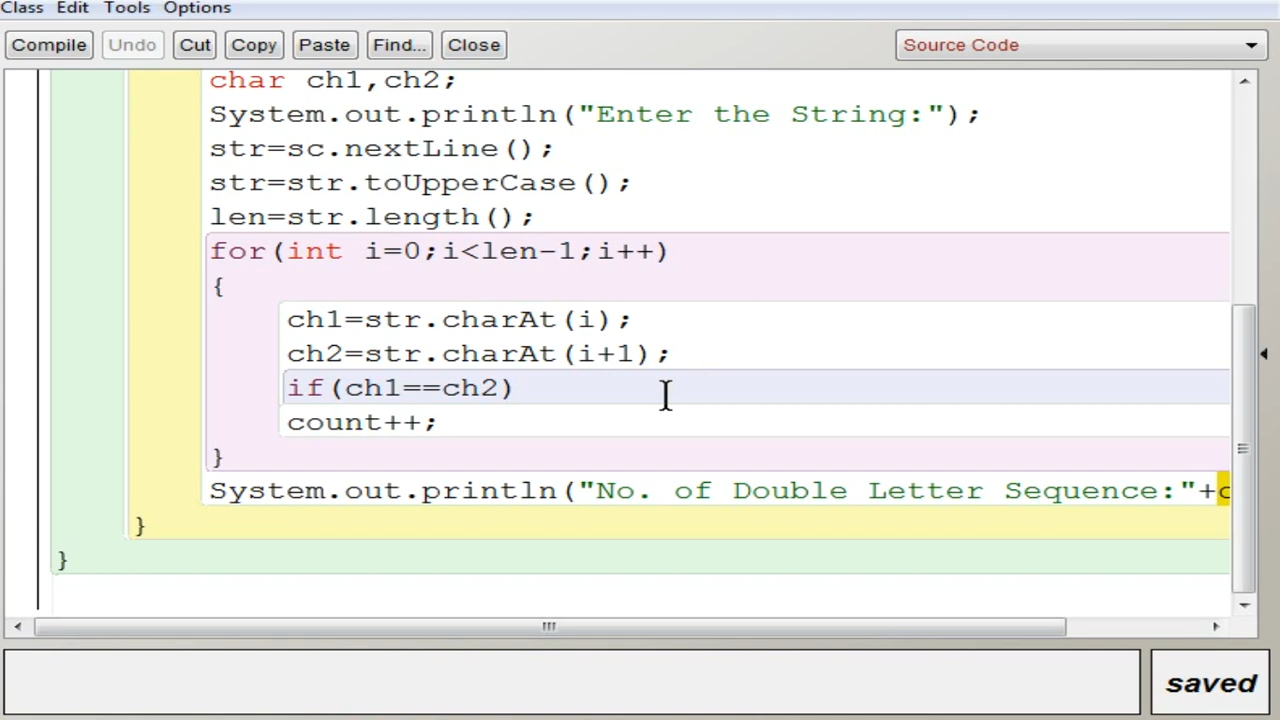 Class Edit Tools Options
Compile Undo Cut Copy Paste Find... Close Source Code
char ch1,ch2;
System.out.println("Enter the String:");
str=sc.nextLine();
str=str.toUpperCase();
len=str.length();
for(int i=0;i<len-1;i++)
{
ch1=str.charAt(i);
ch2=str.charAt(i+1);
if(ch1==ch2)
count++;
}
System.out.println("No. of Double Letter Sequence:"+c
}
}
saved